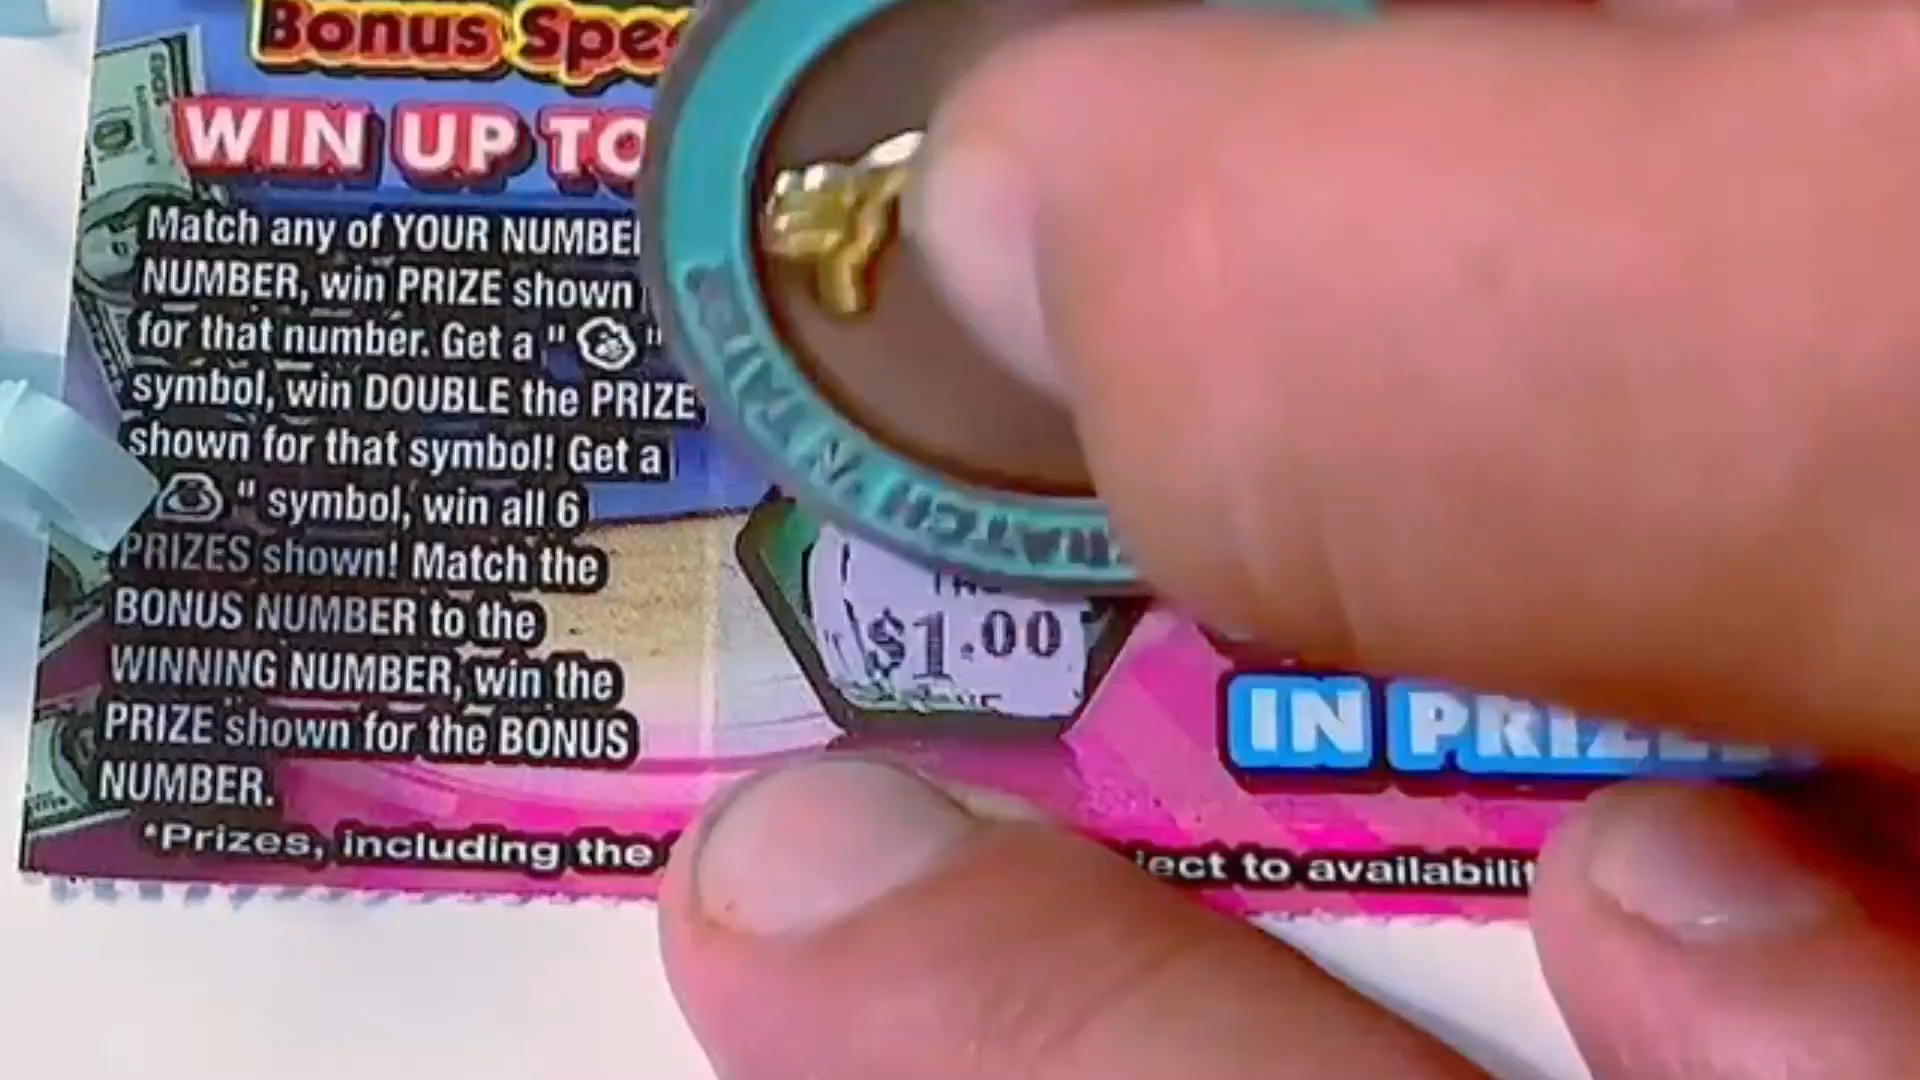 Bonus Spe
WIN UP TO
Match any of YOUR NUMBE
NUMBER, win PRIZE shown
for that number. Get a " "
symbol, win DOUBLE the PRIZE
shown for that symbol! Get a
" symbol, win all 6
PRIZES shown! Match the
BONUS NUMBER to the
WINNING NUMBER, win the
PRIZE shown for the BONUS
NUMBER.
$1.00
IN PRIZE
*Prizes, including the
ject to availabilit